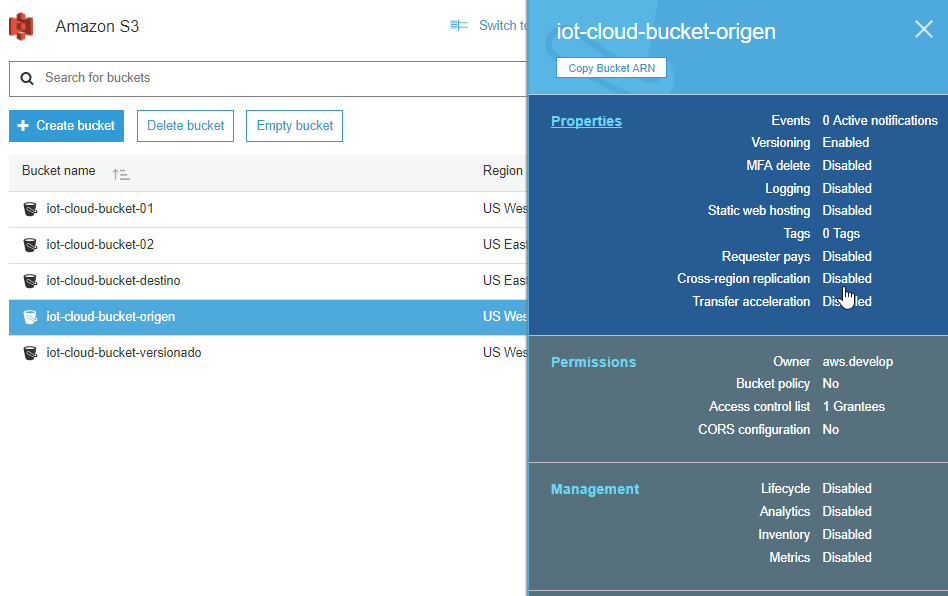 Amazon S3
Switch to
Search for buckets
Create bucket
Delete bucket
Empty bucket
Bucket name
Region
iot-cloud-bucket-01
US Wes
iot-cloud-bucket-02
US East
iot-cloud-bucket-destino
US East
iot-cloud-bucket-origen
US Wes
iot-cloud-bucket-versionado
US Wes
iot-cloud-bucket-origen
Copy Bucket ARN
Properties
Events 0 Active notifications
Versioning Enabled
MFA delete Disabled
Logging Disabled
Static web hosting Disabled
Tags 0 Tags
Requester pays Disabled
Cross-region replication Disabled
Transfer acceleration Disabled
Permissions
Owner aws.develop
Bucket policy No
Access control list 1 Grantees
CORS configuration No
Management
Lifecycle Disabled
Analytics Disabled
Inventory Disabled
Metrics Disabled